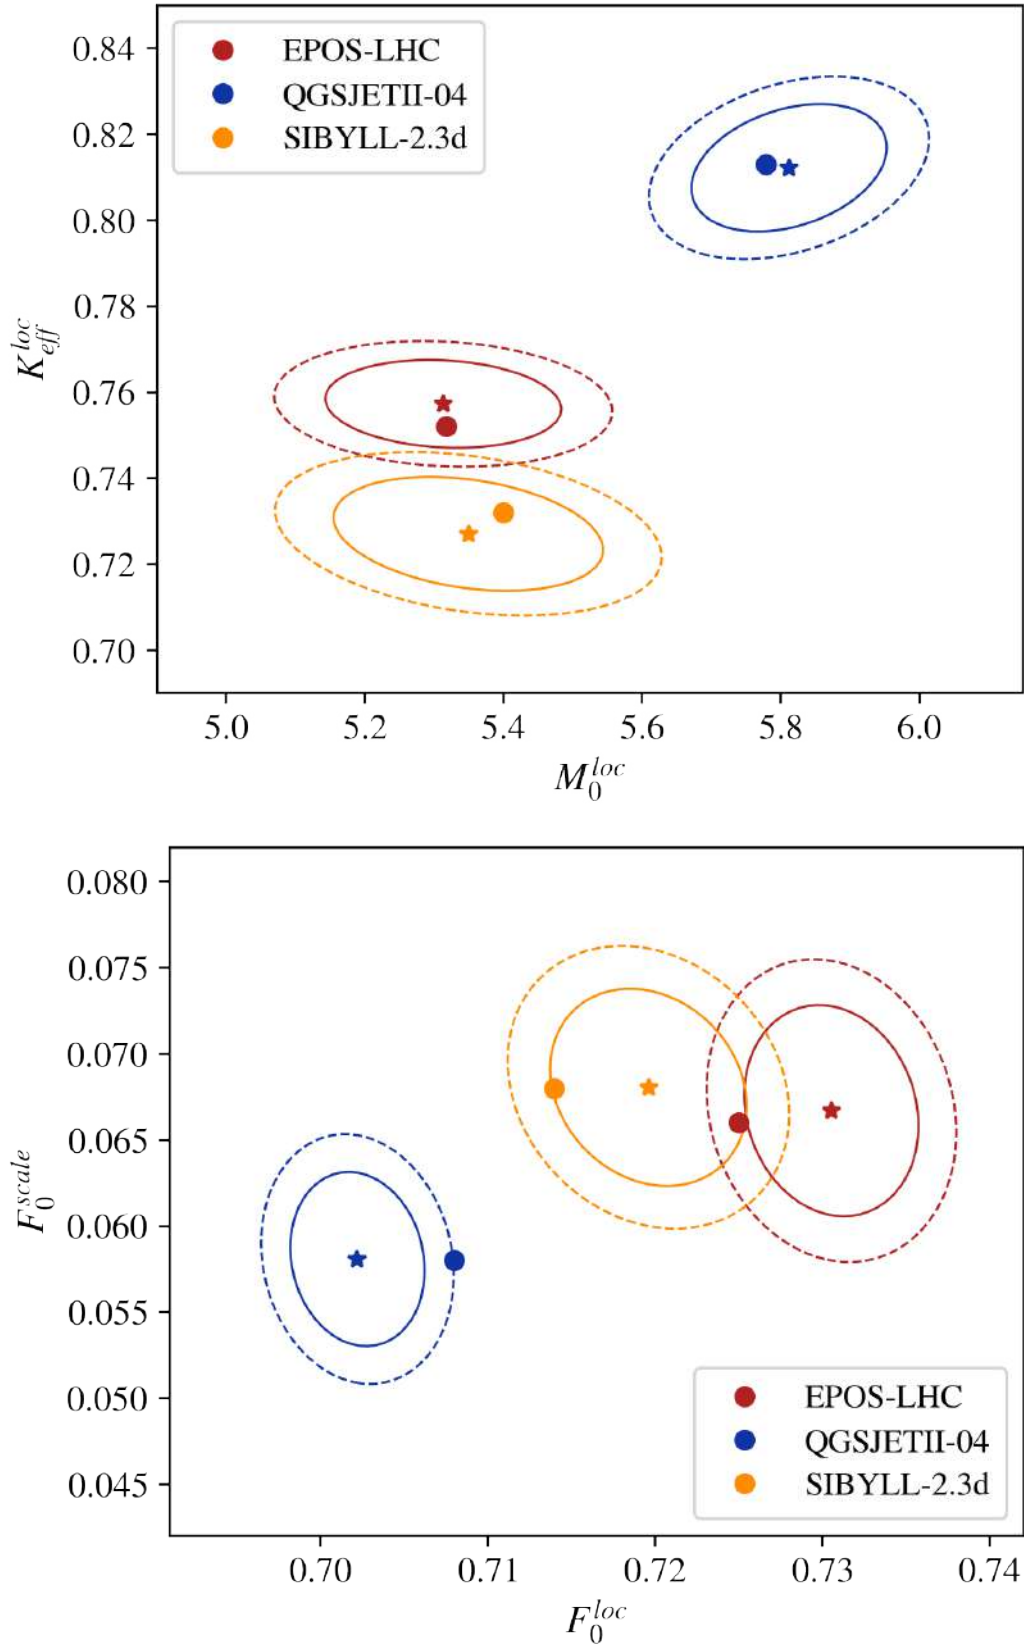 0.84
0.82
0.80
0.78
0.76
0.74
0.72
0.70
K_{eff}^{loc}
EPOS-LHC
QGSJETII-04
SIBYLL-2.3d
5.0 5.2 5.4 5.6 5.8 6.0
M_0^{loc}
0.080
0.075
0.070
0.065
0.060
0.055
0.050
0.045
F_0^{scale}
EPOS-LHC
QGSJETII-04
SIBYLL-2.3d
0.70 0.71 0.72 0.73 0.74
F_0^{loc}